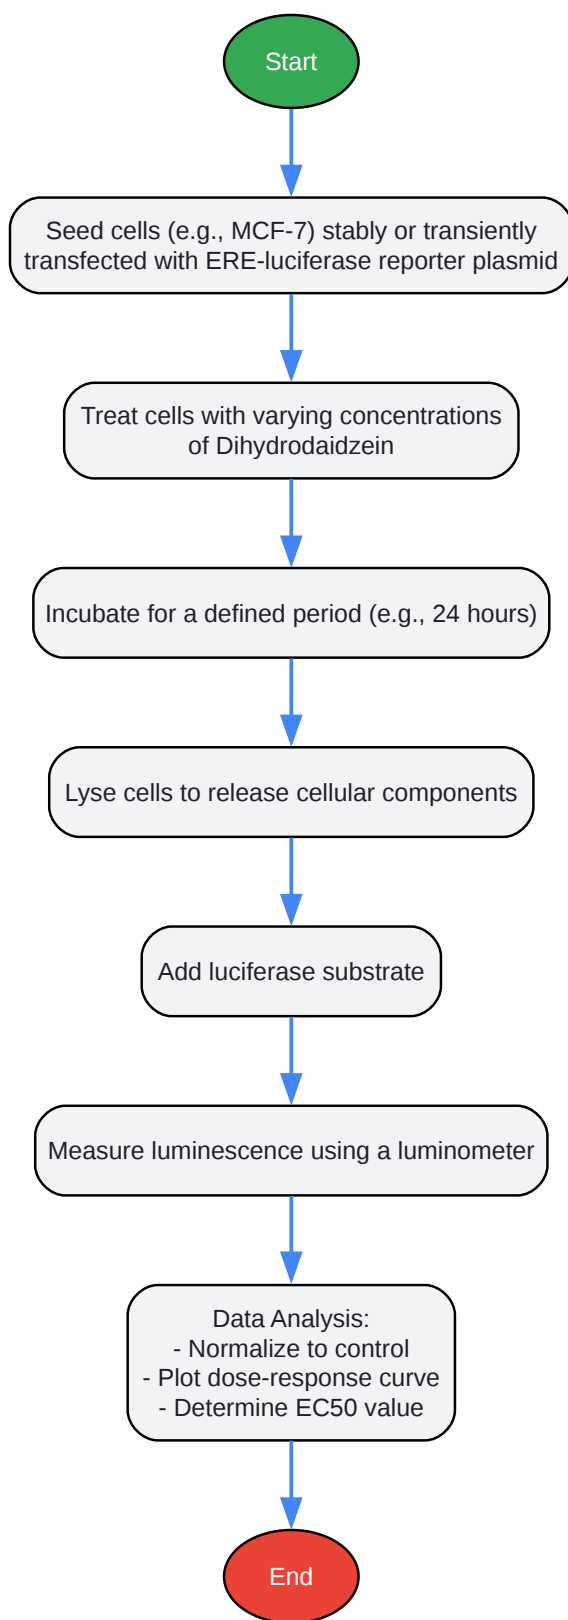 Start
Seed cells (e.g., MCF-7) stably or transiently
transfected with ERE-luciferase reporter plasmid
Treat cells with varying concentrations
of Dihydrodaidzein
Incubate for a defined period (e.g., 24 hours)
Lyse cells to release cellular components
Add luciferase substrate
Measure luminescence using a luminometer
Data Analysis:
- Normalize to control
- Plot dose-response curve
- Determine EC50 value
End